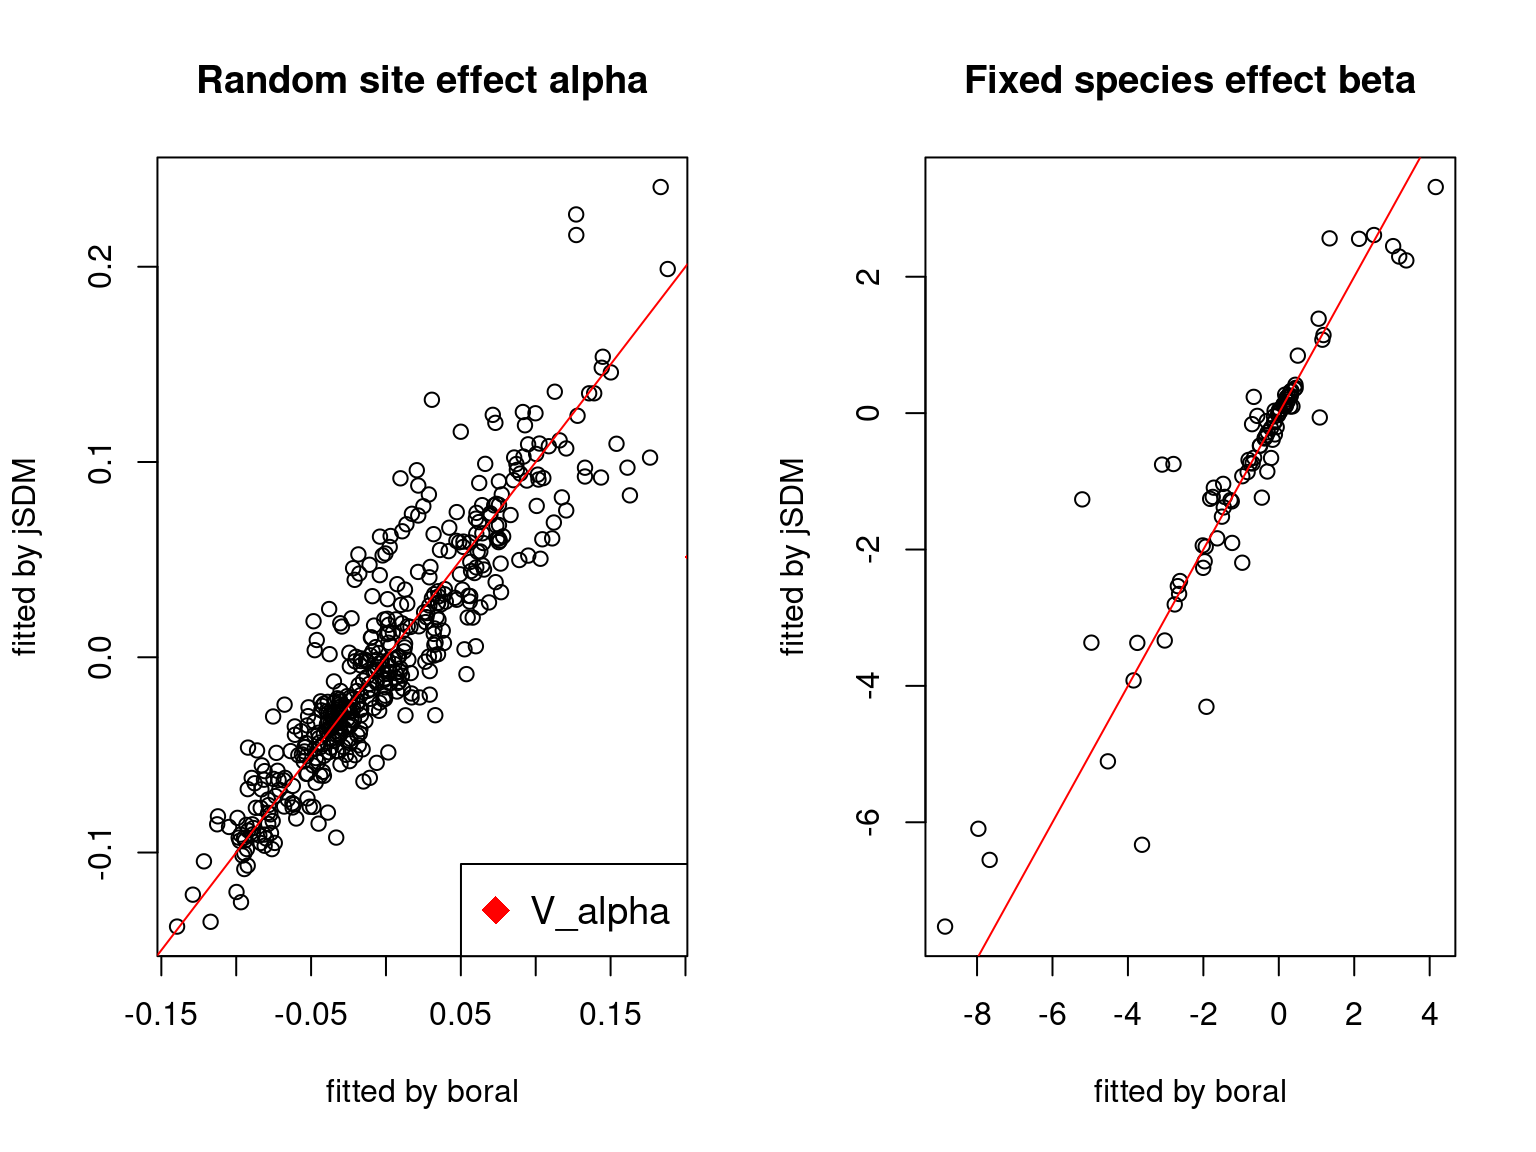 Random site effect alpha
fitted by jSDM
0.2
0.1
0.0
-0.1
V_alpha
-0.15 -0.05 0.05 0.15
fitted by boral
Fixed species effect beta
fitted by jSDM
2
0
-2
-4
-6
-8 -6 -4 -2 0 2 4
fitted by boral